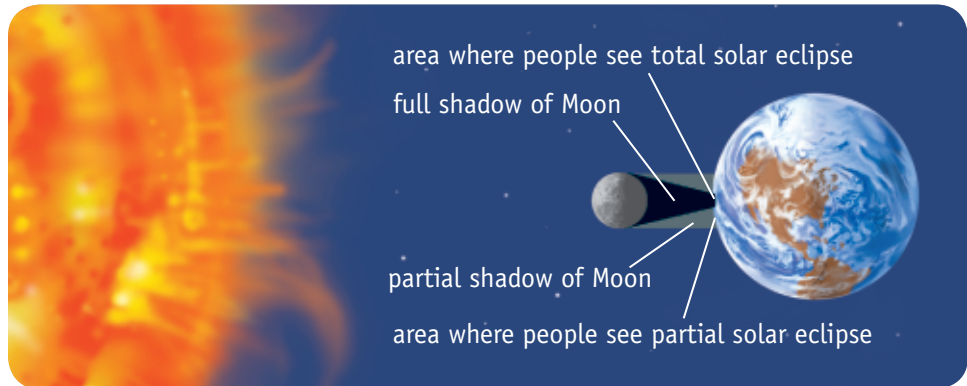 area where people see total solar eclipse
full shadow of Moon
partial shadow of Moon
area where people see partial solar eclipse